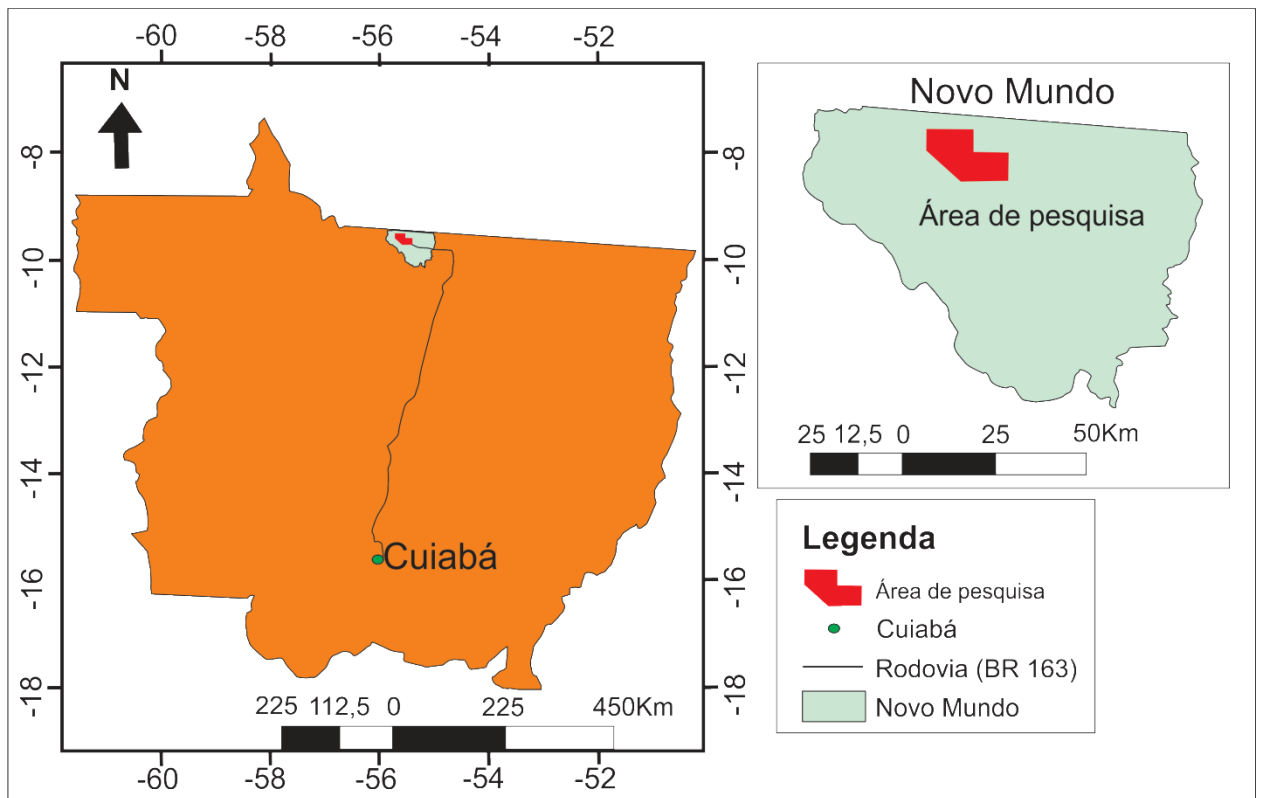 -60 -58 -56 -54 -52
N
-8
-10
-12
-14
-16
-18
Cuiabá
225 112,5 0 225 450Km
-8
-10
-12
-14
-16
-18
-60 -58 -56 -54 -52
Novo Mundo
Área de pesquisa
25 12,5 0 25 50Km
Legenda
Área de pesquisa
Cuiabá
Rodovia (BR 163)
Novo Mundo